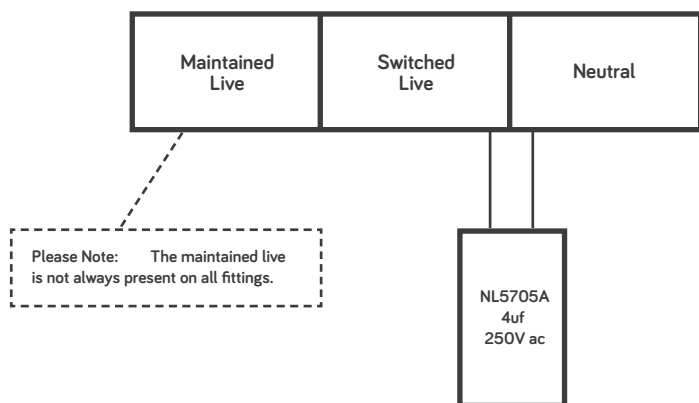 Maintained
Live
Switched
Live
Neutral
Please Note: The maintained live
is not always present on all fittings.
NL5705A
4uf
250V ac